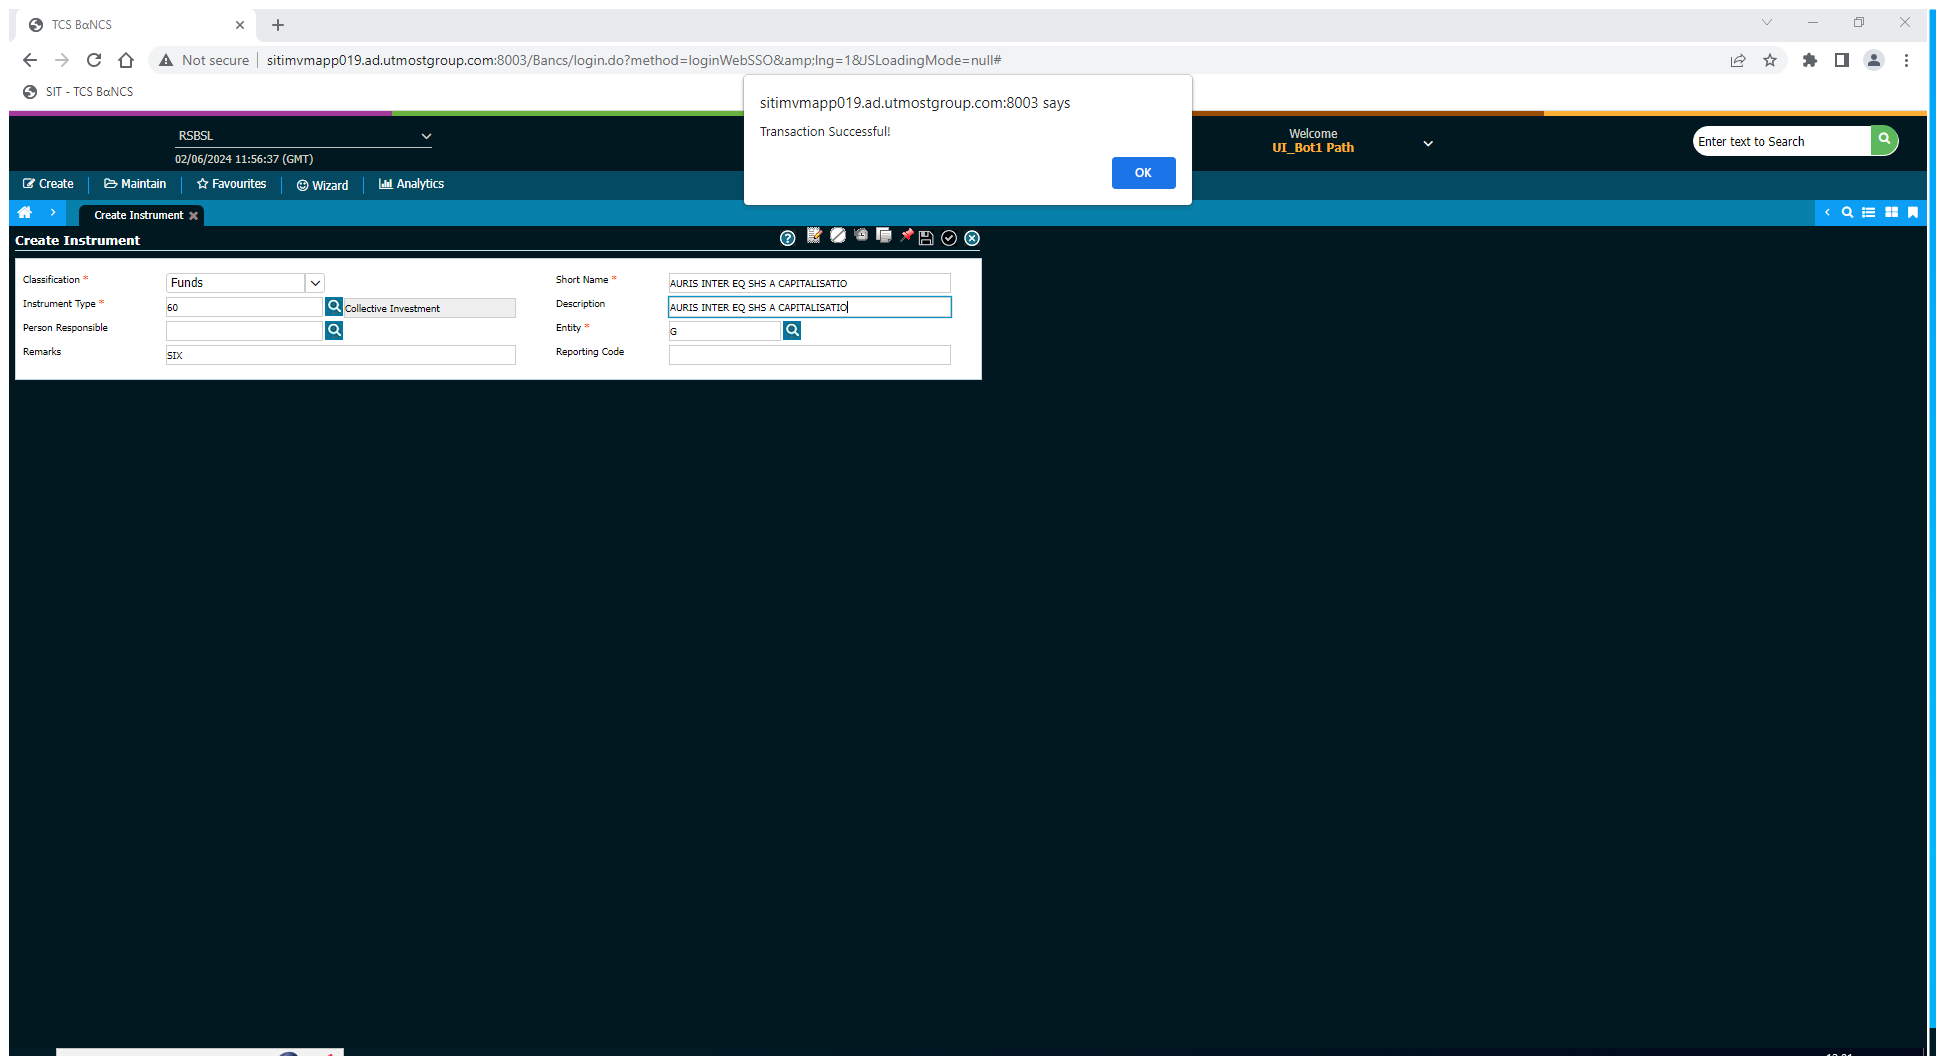 TCS BαNCS
Not secure
sitimvmapp019.ad.utmostgroup.com:8003/Bancs/login.do?method=loginWebSSO&amp;lng=1&JSLoadingMode=null#
SIT - TCS BαNCS
sitimvmapp019.ad.utmostgroup.com:8003 says
Transaction Successful!
OK
RSBSL
02/06/2024 11:56:37 (GMT)
Welcome
UI_Bot1 Path
Enter text to Search
Create
Maintain
Favourites
Wizard
Analytics
Create Instrument
Create Instrument
Classification *
Funds
Short Name *
AURIS INTER EQ SHS A CAPITALISATIO
Instrument Type *
60
Collective Investment
Description
AURIS INTER EQ SHS A CAPITALISATIO
Person Responsible
Entity *
G
Remarks
SIX
Reporting Code